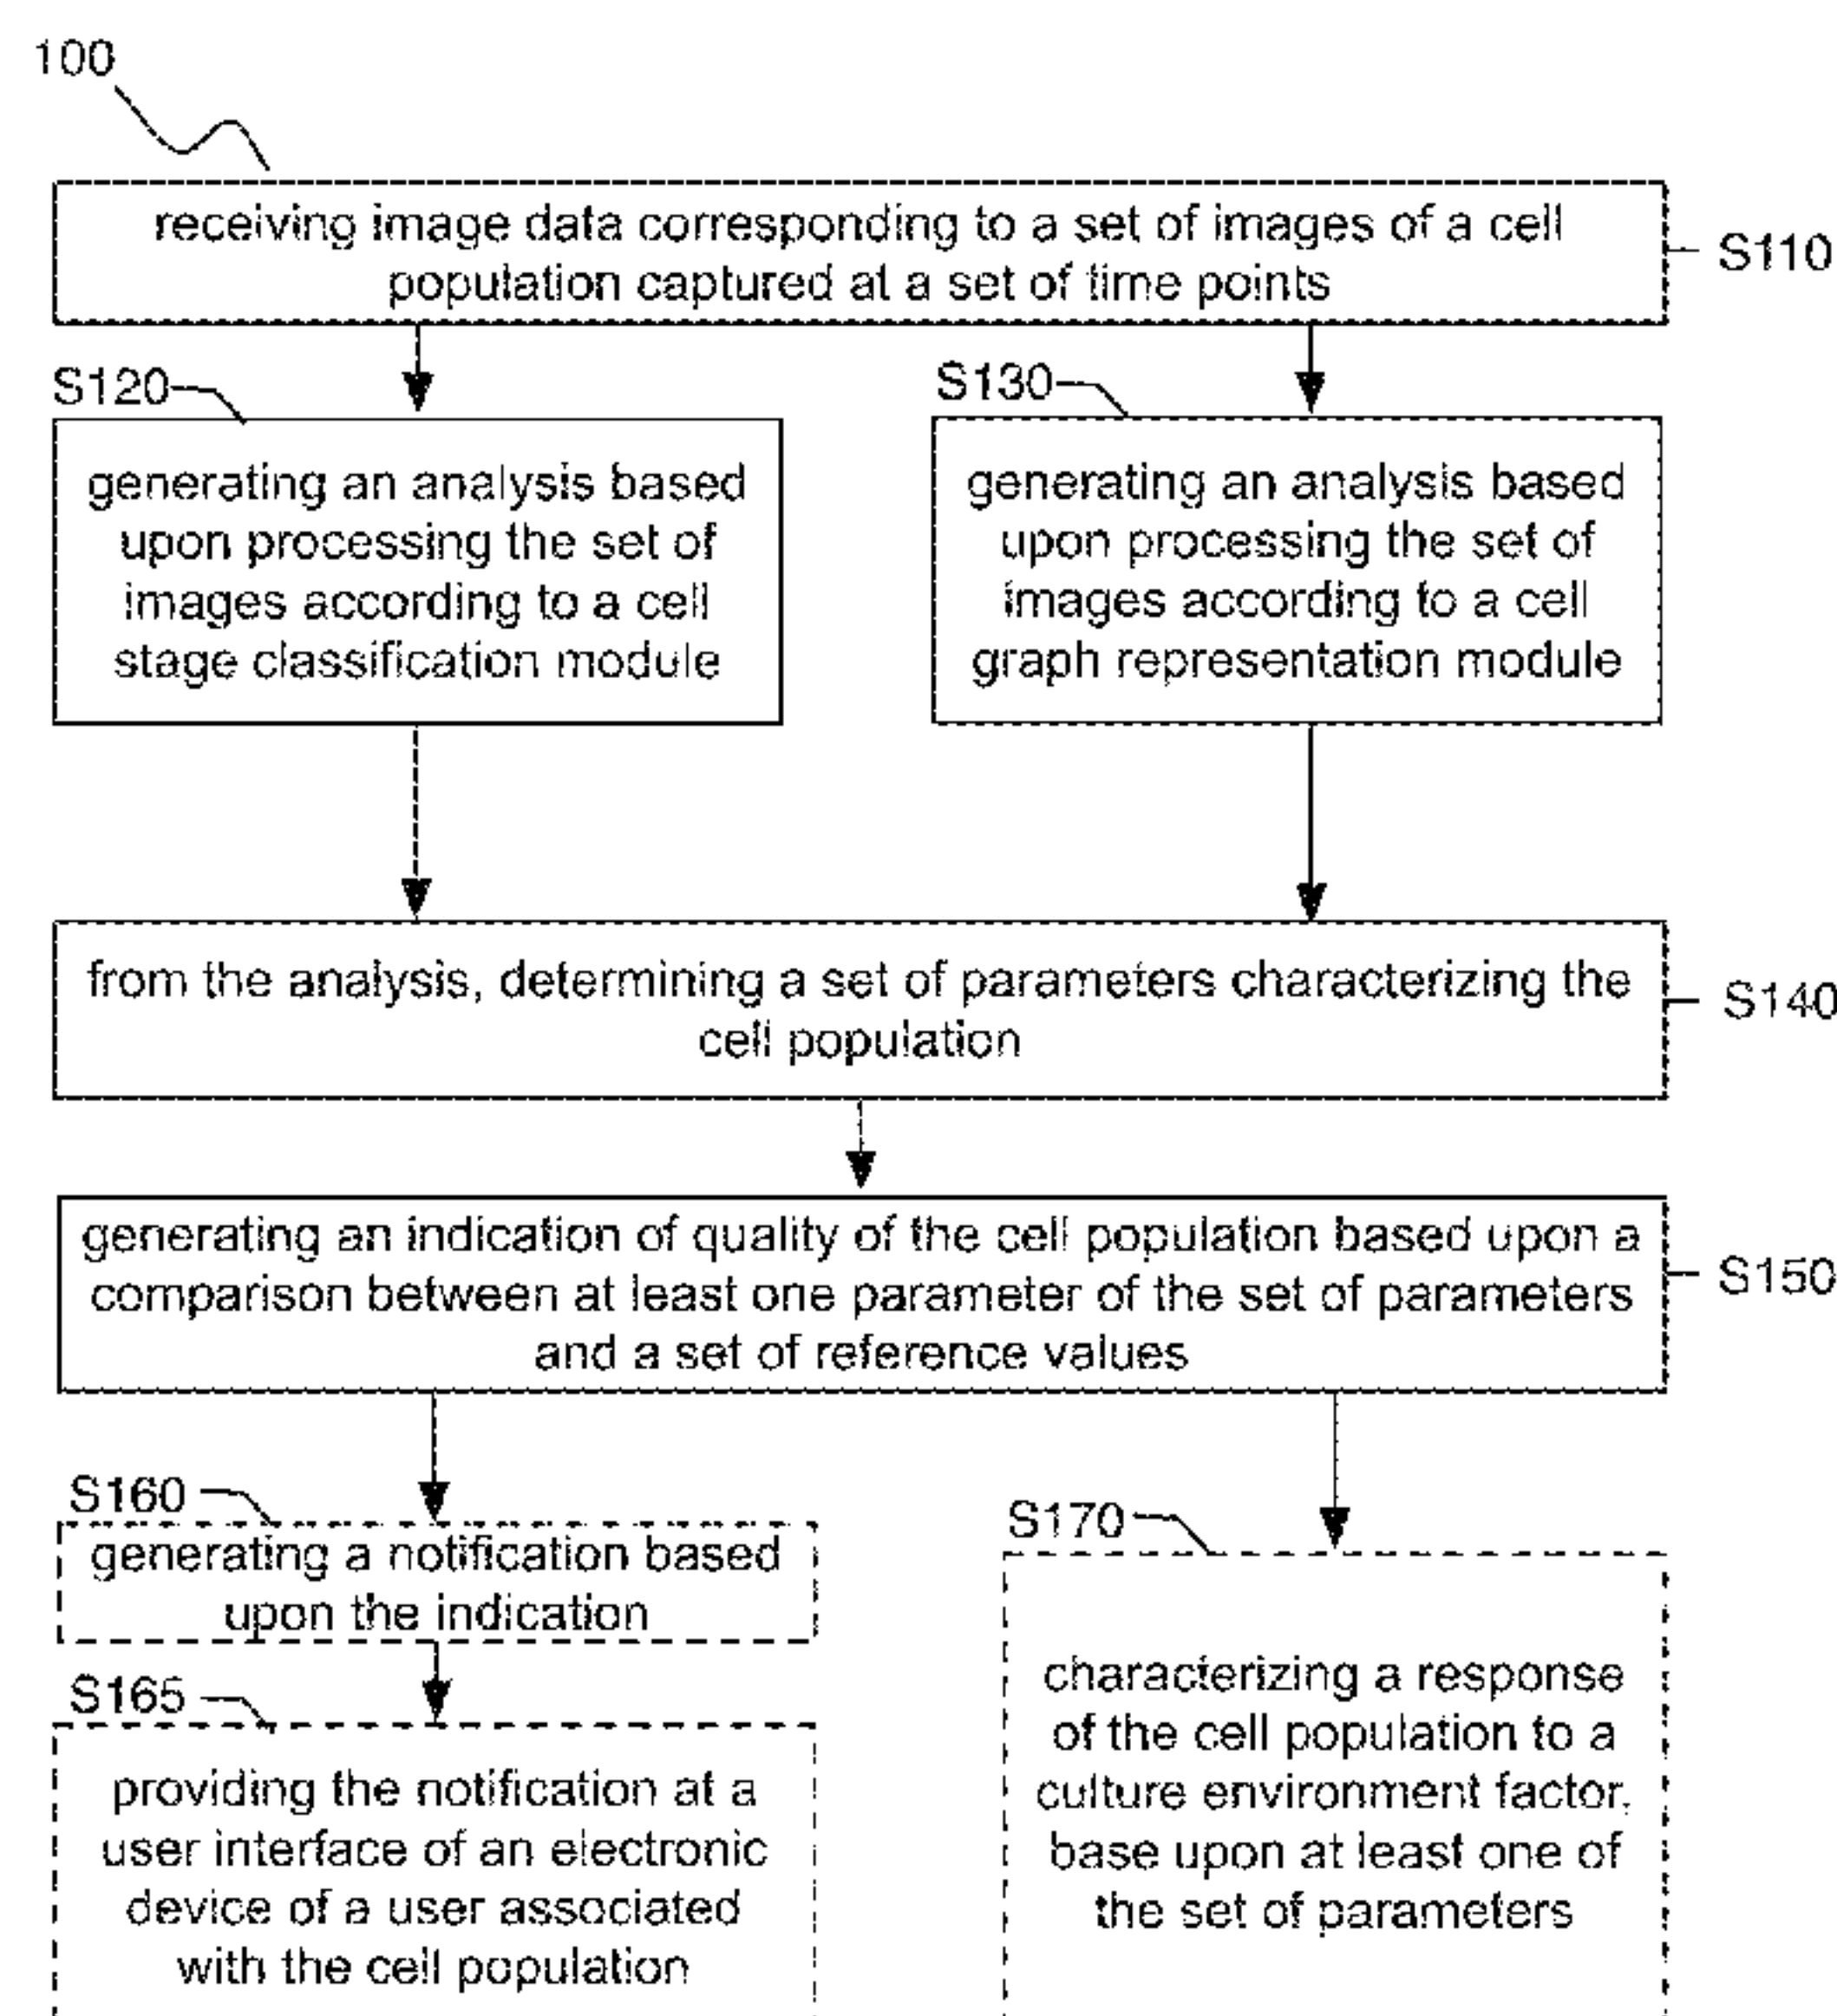 100
receiving image data corresponding to a set of images of a cell
population captured at a set of time points
S110
S120
generating an analysis based
upon processing the set of
images according to a cell
stage classification module
S130
generating an analysis based
upon processing the set of
images according to a cell
graph representation module
from the analysis, determining a set of parameters characterizing the
cell population
S140
generating an indication of quality of the cell population based upon a
comparison between at least one parameter of the set of parameters
and a set of reference values
S150
S160
generating a notification based
upon the indication
S165
providing the notification at a
user interface of an electronic
device of a user associated
with the cell population
S170
characterizing a response
of the cell population to a
culture environment factor,
base upon at least one of
the set of parameters